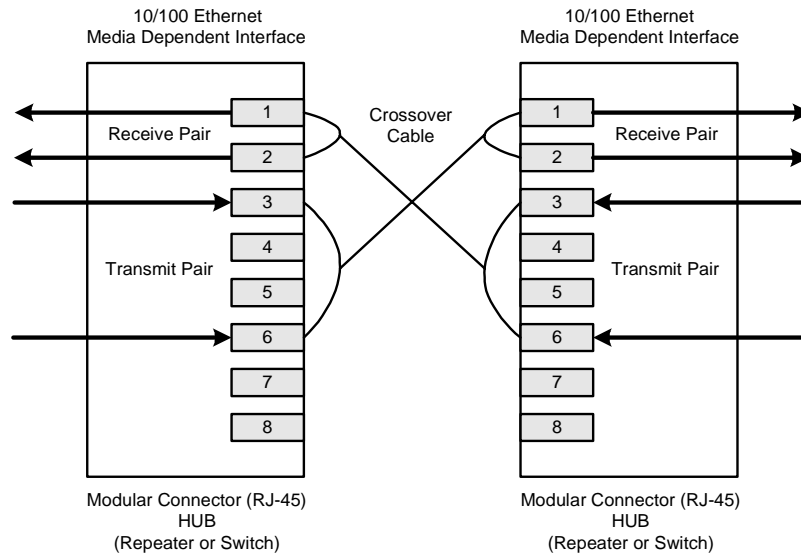 10/100 Ethernet
Media Dependent Interface
10/100 Ethernet
Media Dependent Interface
1
Receive Pair
2
3
4
Transmit Pair
5
6
7
8
Crossover
Cable
1
Receive Pair
2
3
4
Transmit Pair
5
6
7
8
Modular Connector (RJ-45)
HUB
(Repeater or Switch)
Modular Connector (RJ-45)
HUB
(Repeater or Switch)